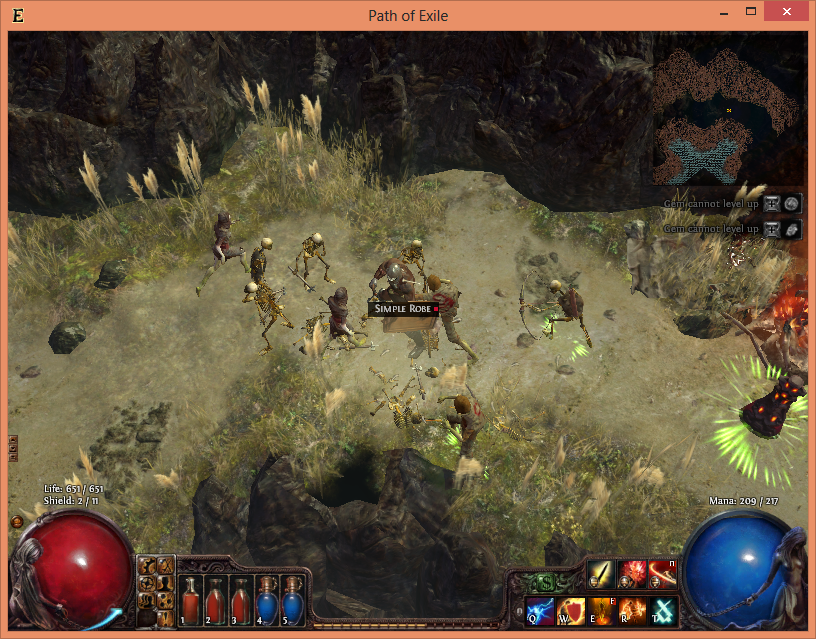 Path of Exile
Gem cannot level up
Gem cannot level up
SIMPLE ROBE
Life: 651 / 651
Shield: 2 / 11
Mana: 209 / 217
1 2 3 4 5
Q W E R T